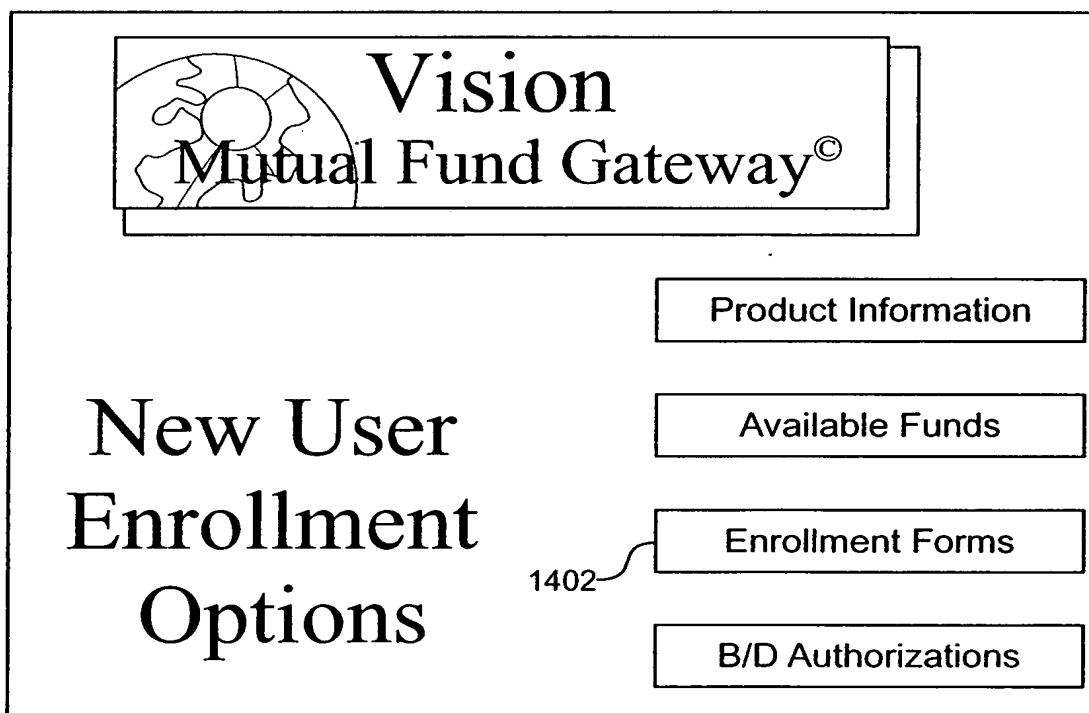 Vision
Mutual Fund Gateway©
Product Information
New User
Enrollment
Options
Available Funds
Enrollment Forms
1402
B/D Authorizations